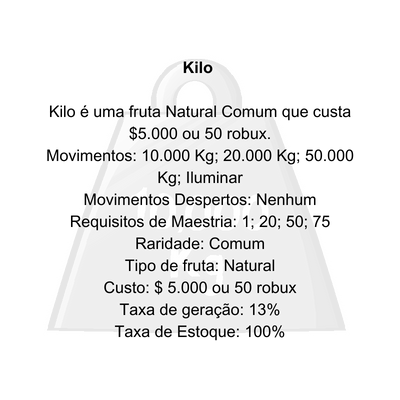 Kilo
Kilo é uma fruta Natural Comum que custa
$5.000 ou 50 robux.
Movimentos: 10.000 Kg; 20.000 Kg; 50.000
Kg; Iluminar
Movimentos Despertos: Nenhum
Requisitos de Maestria: 1; 20; 50; 75
Raridade: Comum
Tipo de fruta: Natural
Custo: $ 5.000 ou 50 robux
Taxa de geração: 13%
Taxa de Estoque: 100%